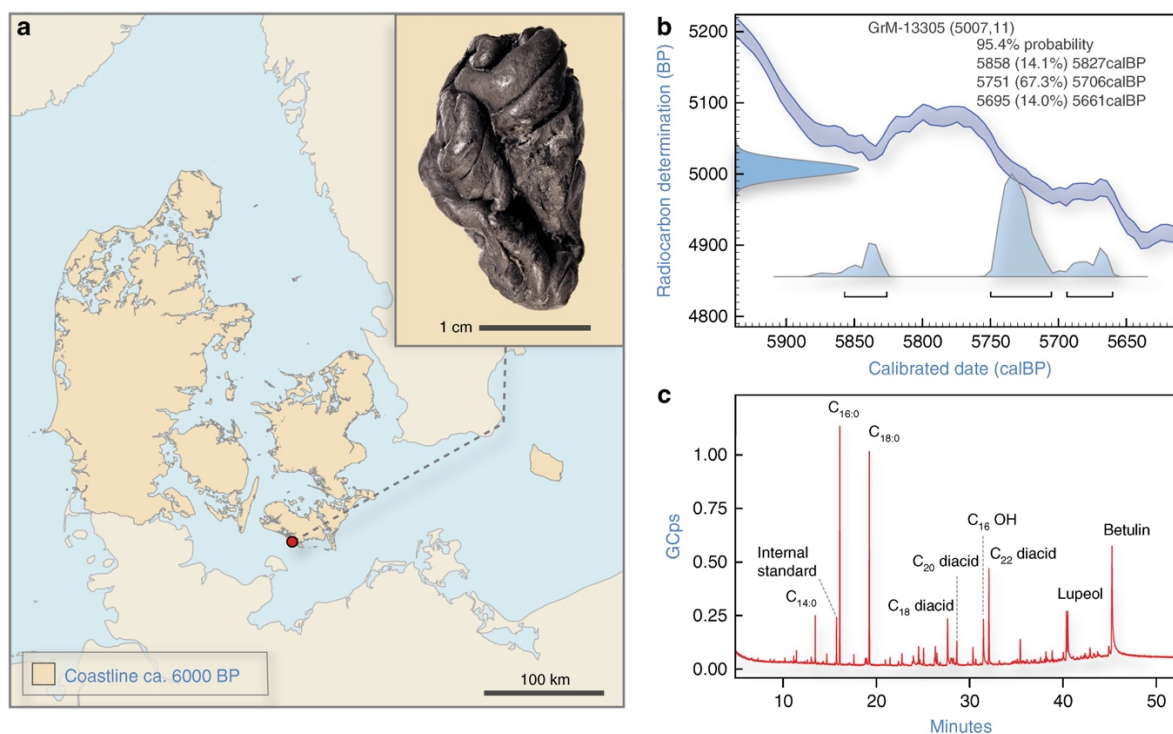 a
1 cm
Coastline ca. 6000 BP
100 km
b
GrM-13305 (5007,11)
95.4% probability
5858 (14.1%) 5827calBP
5751 (67.3%) 5706calBP
5695 (14.0%) 5661calBP
Radiocarbon determination (BP)
5200
5100
5000
4900
4800
5900
5850
5800
5750
5700
5650
Calibrated date (calBP)
c
GCps
1.00
0.75
0.50
0.25
0.00
C16:0
C18:0
Internal
standard
C14:0
C18 diacid
C20 diacid
C16 OH
C22 diacid
Lupeol
Betulin
10
20
30
40
50
Minutes